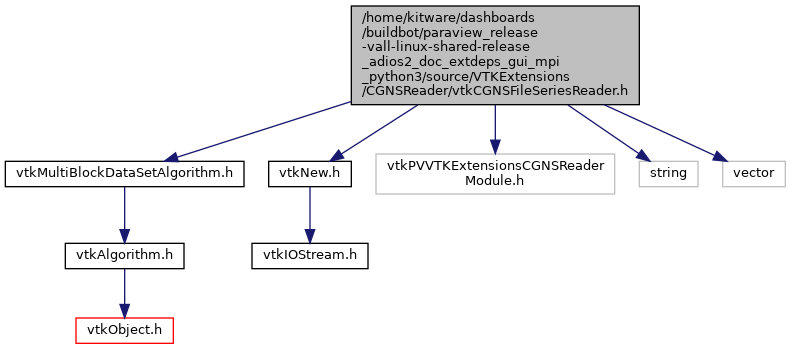 /home/kitware/dashboards
/buildbot/paraview_release
-vall-linux-shared-release
_adios2_doc_extdeps_gui_mpi
_python3/source/VTKExtensions
/CGNSReader/vtkCGNSFileSeriesReader.h
vtkMultiBlockDataSetAlgorithm.h
vtkNew.h
vtkPVVTKExtensionsCGNSReader
Module.h
string
vector
vtkAlgorithm.h
vtkIOStream.h
vtkObject.h